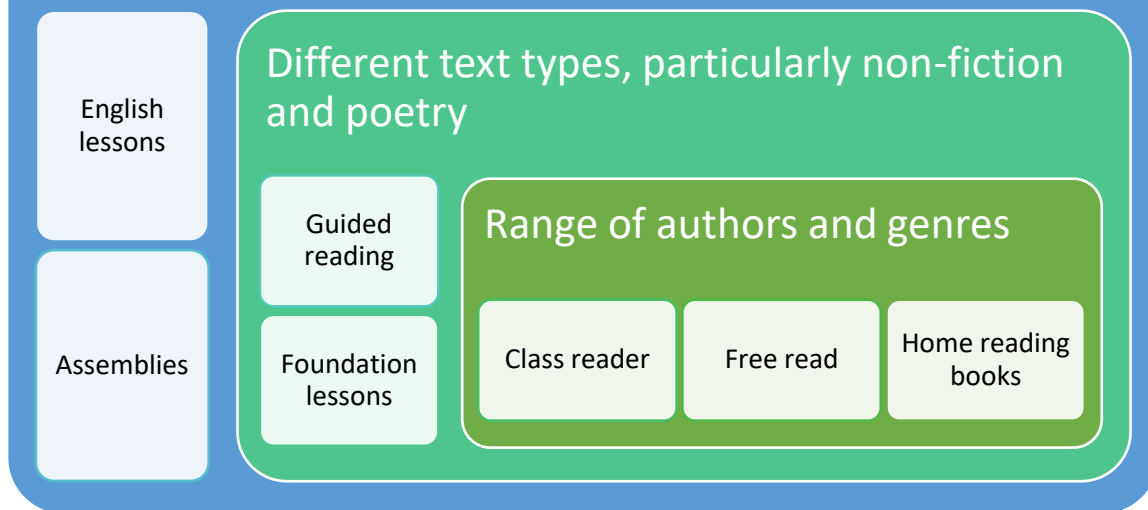 English
lessons
Assemblies
Different text types, particularly non-fiction
and poetry
Guided
reading
Foundation
lessons
Range of authors and genres
Class reader
Free read
Home reading
books